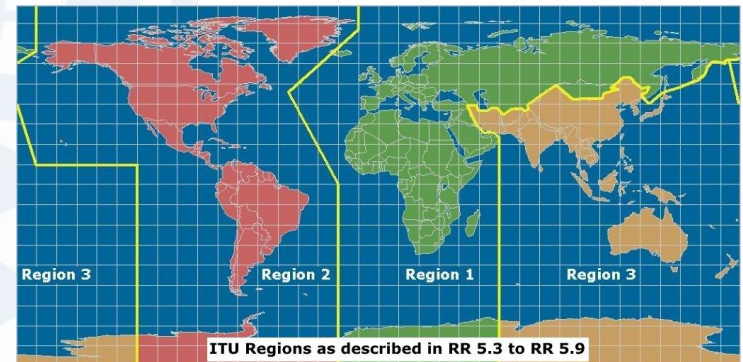 Region 3
Region 2
Region 1
Region 3
ITU Regions as described in RR 5.3 to RR 5.9